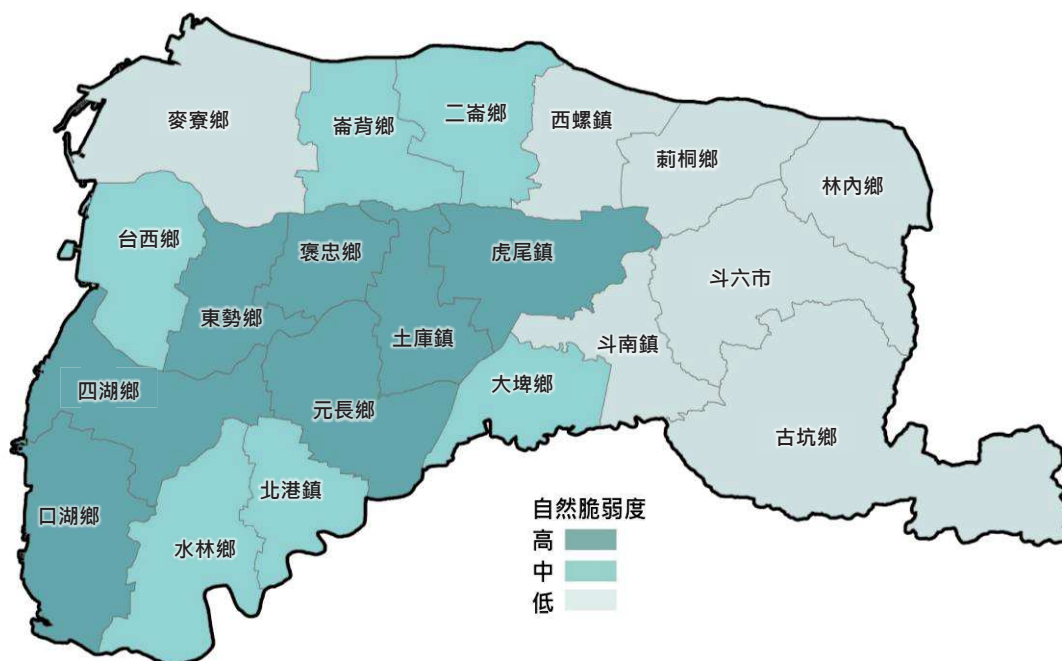 麥寮鄉
崙背鄉
二崙鄉
西螺鎮
莿桐鄉
林內鄉
台西鄉
褒忠鄉
虎尾鎮
斗六市
東勢鄉
土庫鎮
斗南鎮
四湖鄉
元長鄉
大埤鄉
古坑鄉
北港鎮
口湖鄉
水林鄉
自然脆弱度
高
中
低